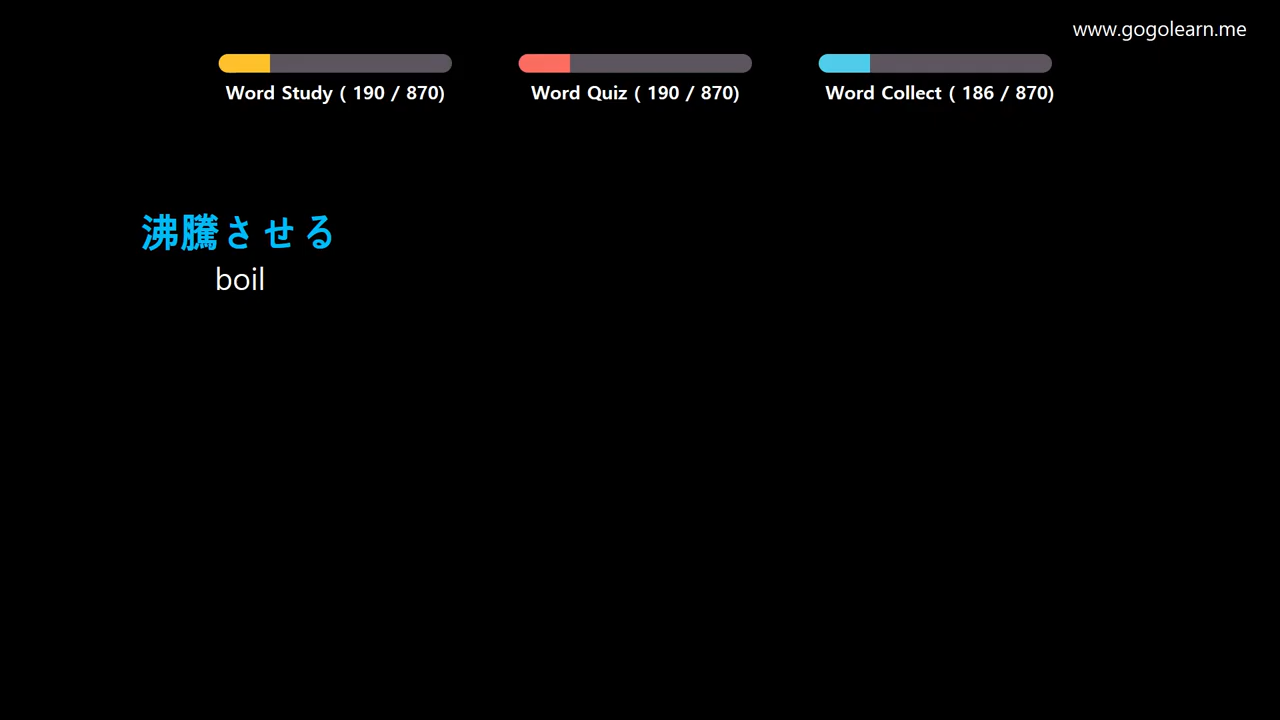 www.gogolearn.me
Word Study ( 190 / 870)
Word Quiz ( 190 / 870)
Word Collect ( 186 / 870)
沸騰させる
boil